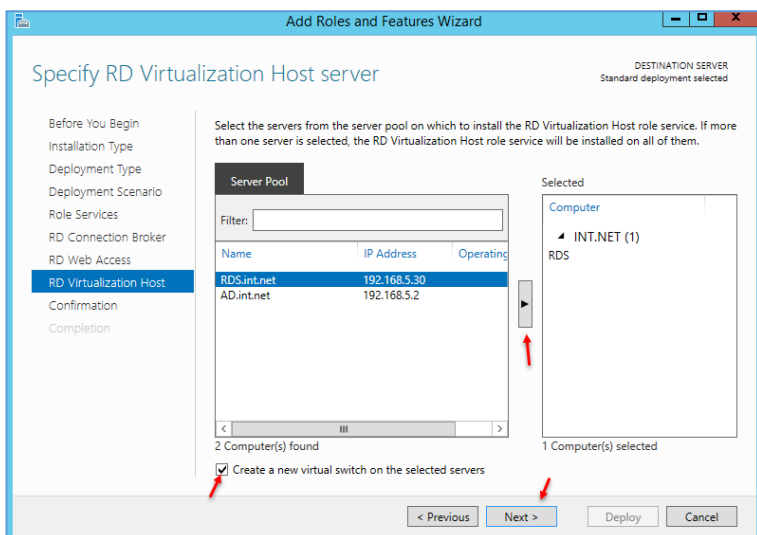 Add Roles and Features Wizard
Specify RD Virtualization Host server
DESTINATION SERVER
Standard deployment selected
Before You Begin
Installation Type
Deployment Type
Deployment Scenario
Role Services
RD Connection Broker
RD Web Access
RD Virtualization Host
Confirmation
Completion
Select the servers from the server pool on which to install the RD Virtualization Host role service. If more
than one server is selected, the RD Virtualization Host role service will be installed on all of them.
Server Pool
Filter:
Name IP Address Operating
RDS.int.net 192.168.5.30
AD.int.net 192.168.5.2
2 Computer(s) found
Selected
Computer
INT.NET (1)
RDS
1 Computer(s) selected
Create a new virtual switch on the selected servers
< Previous Next > Deploy Cancel